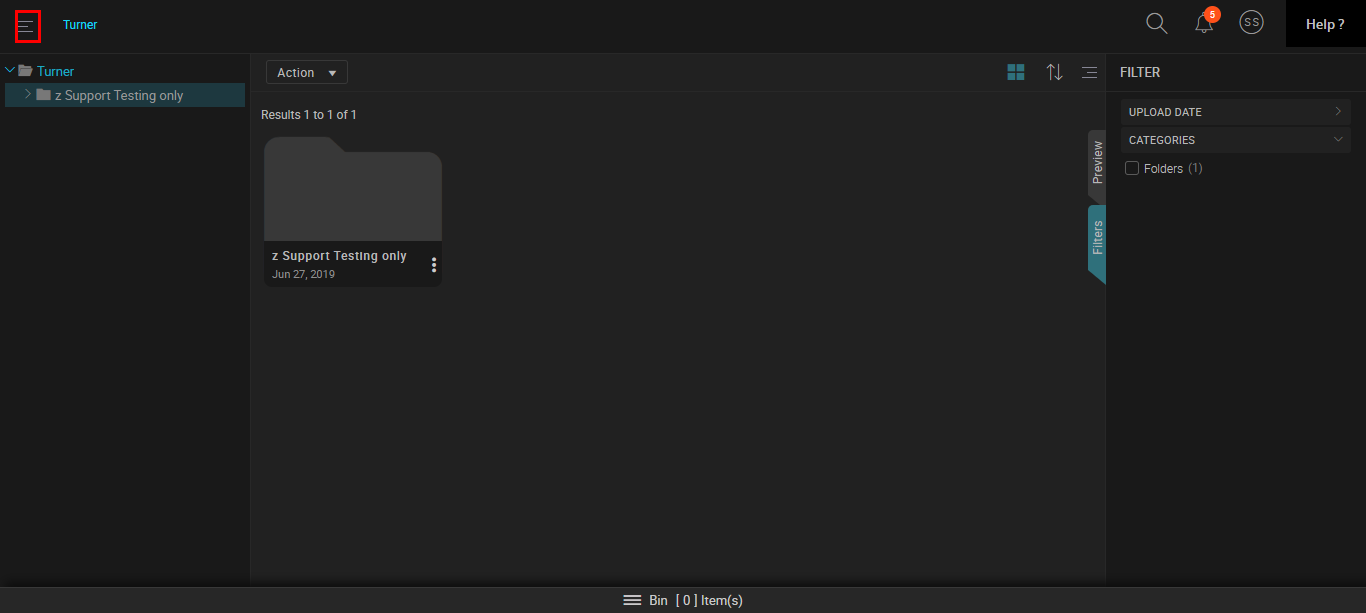 Turner
5
SS
Help ?
Turner
z Support Testing only
Action
FILTER
Results 1 to 1 of 1
UPLOAD DATE
CATEGORIES
Folders (1)
Preview
Filters
z Support Testing only
Jun 27, 2019
Bin [ 0 ] Item(s)